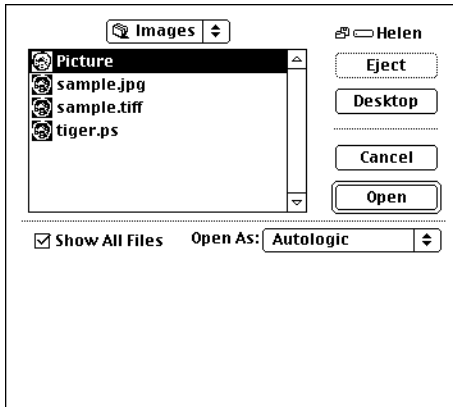 Images
Helen
Picture
sample.jpg
sample.tiff
tiger.ps
Eject
Desktop
Cancel
Open
Show All Files
Open As: Autologic